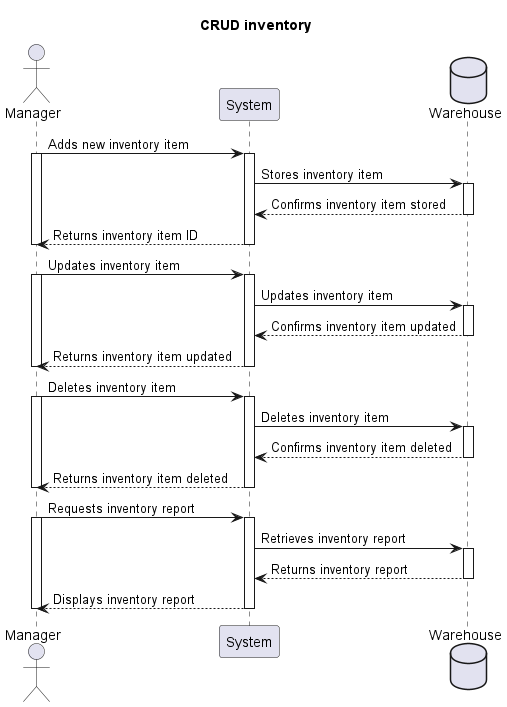 CRUD inventory
Manager
System
Warehouse
Adds new inventory item
Stores inventory item
Confirms inventory item stored
Returns inventory item ID
Updates inventory item
Updates inventory item
Confirms inventory item updated
Returns inventory item updated
Deletes inventory item
Deletes inventory item
Confirms inventory item deleted
Returns inventory item deleted
Requests inventory report
Retrieves inventory report
Returns inventory report
Displays inventory report
Manager
System
Warehouse